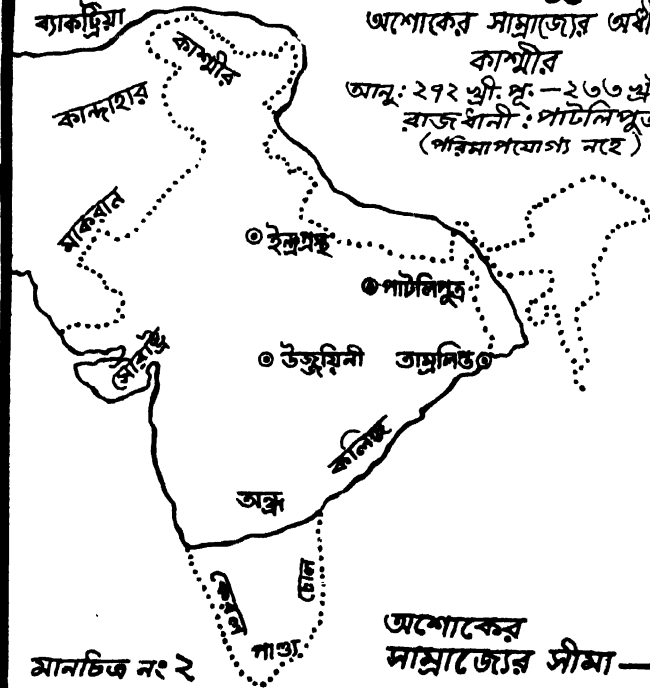 ব্যাকট্রিয়া
অশোকের সাম্রাজ্যের
কাশ্মীর
আনু: ২৭২ খ্রী: পূ: — ২৩৩
রাজধানী : পাটলিপুত্র
(পরিমাপযোগ্য নহে)
কাশ্মীর
কান্দাহার
মাকরান
ইন্দ্রপ্রস্থ
পাটলিপুত্র
সৌরাষ্ট্র
উজ্জয়িনী
তাম্রলিপ্ত
কলিঙ্গ
অন্ধ্র
কেরল
চোল
পাণ্ড্য
মানচিত্র নং ২
অশোকের
সাম্রাজ্যের সীমা —